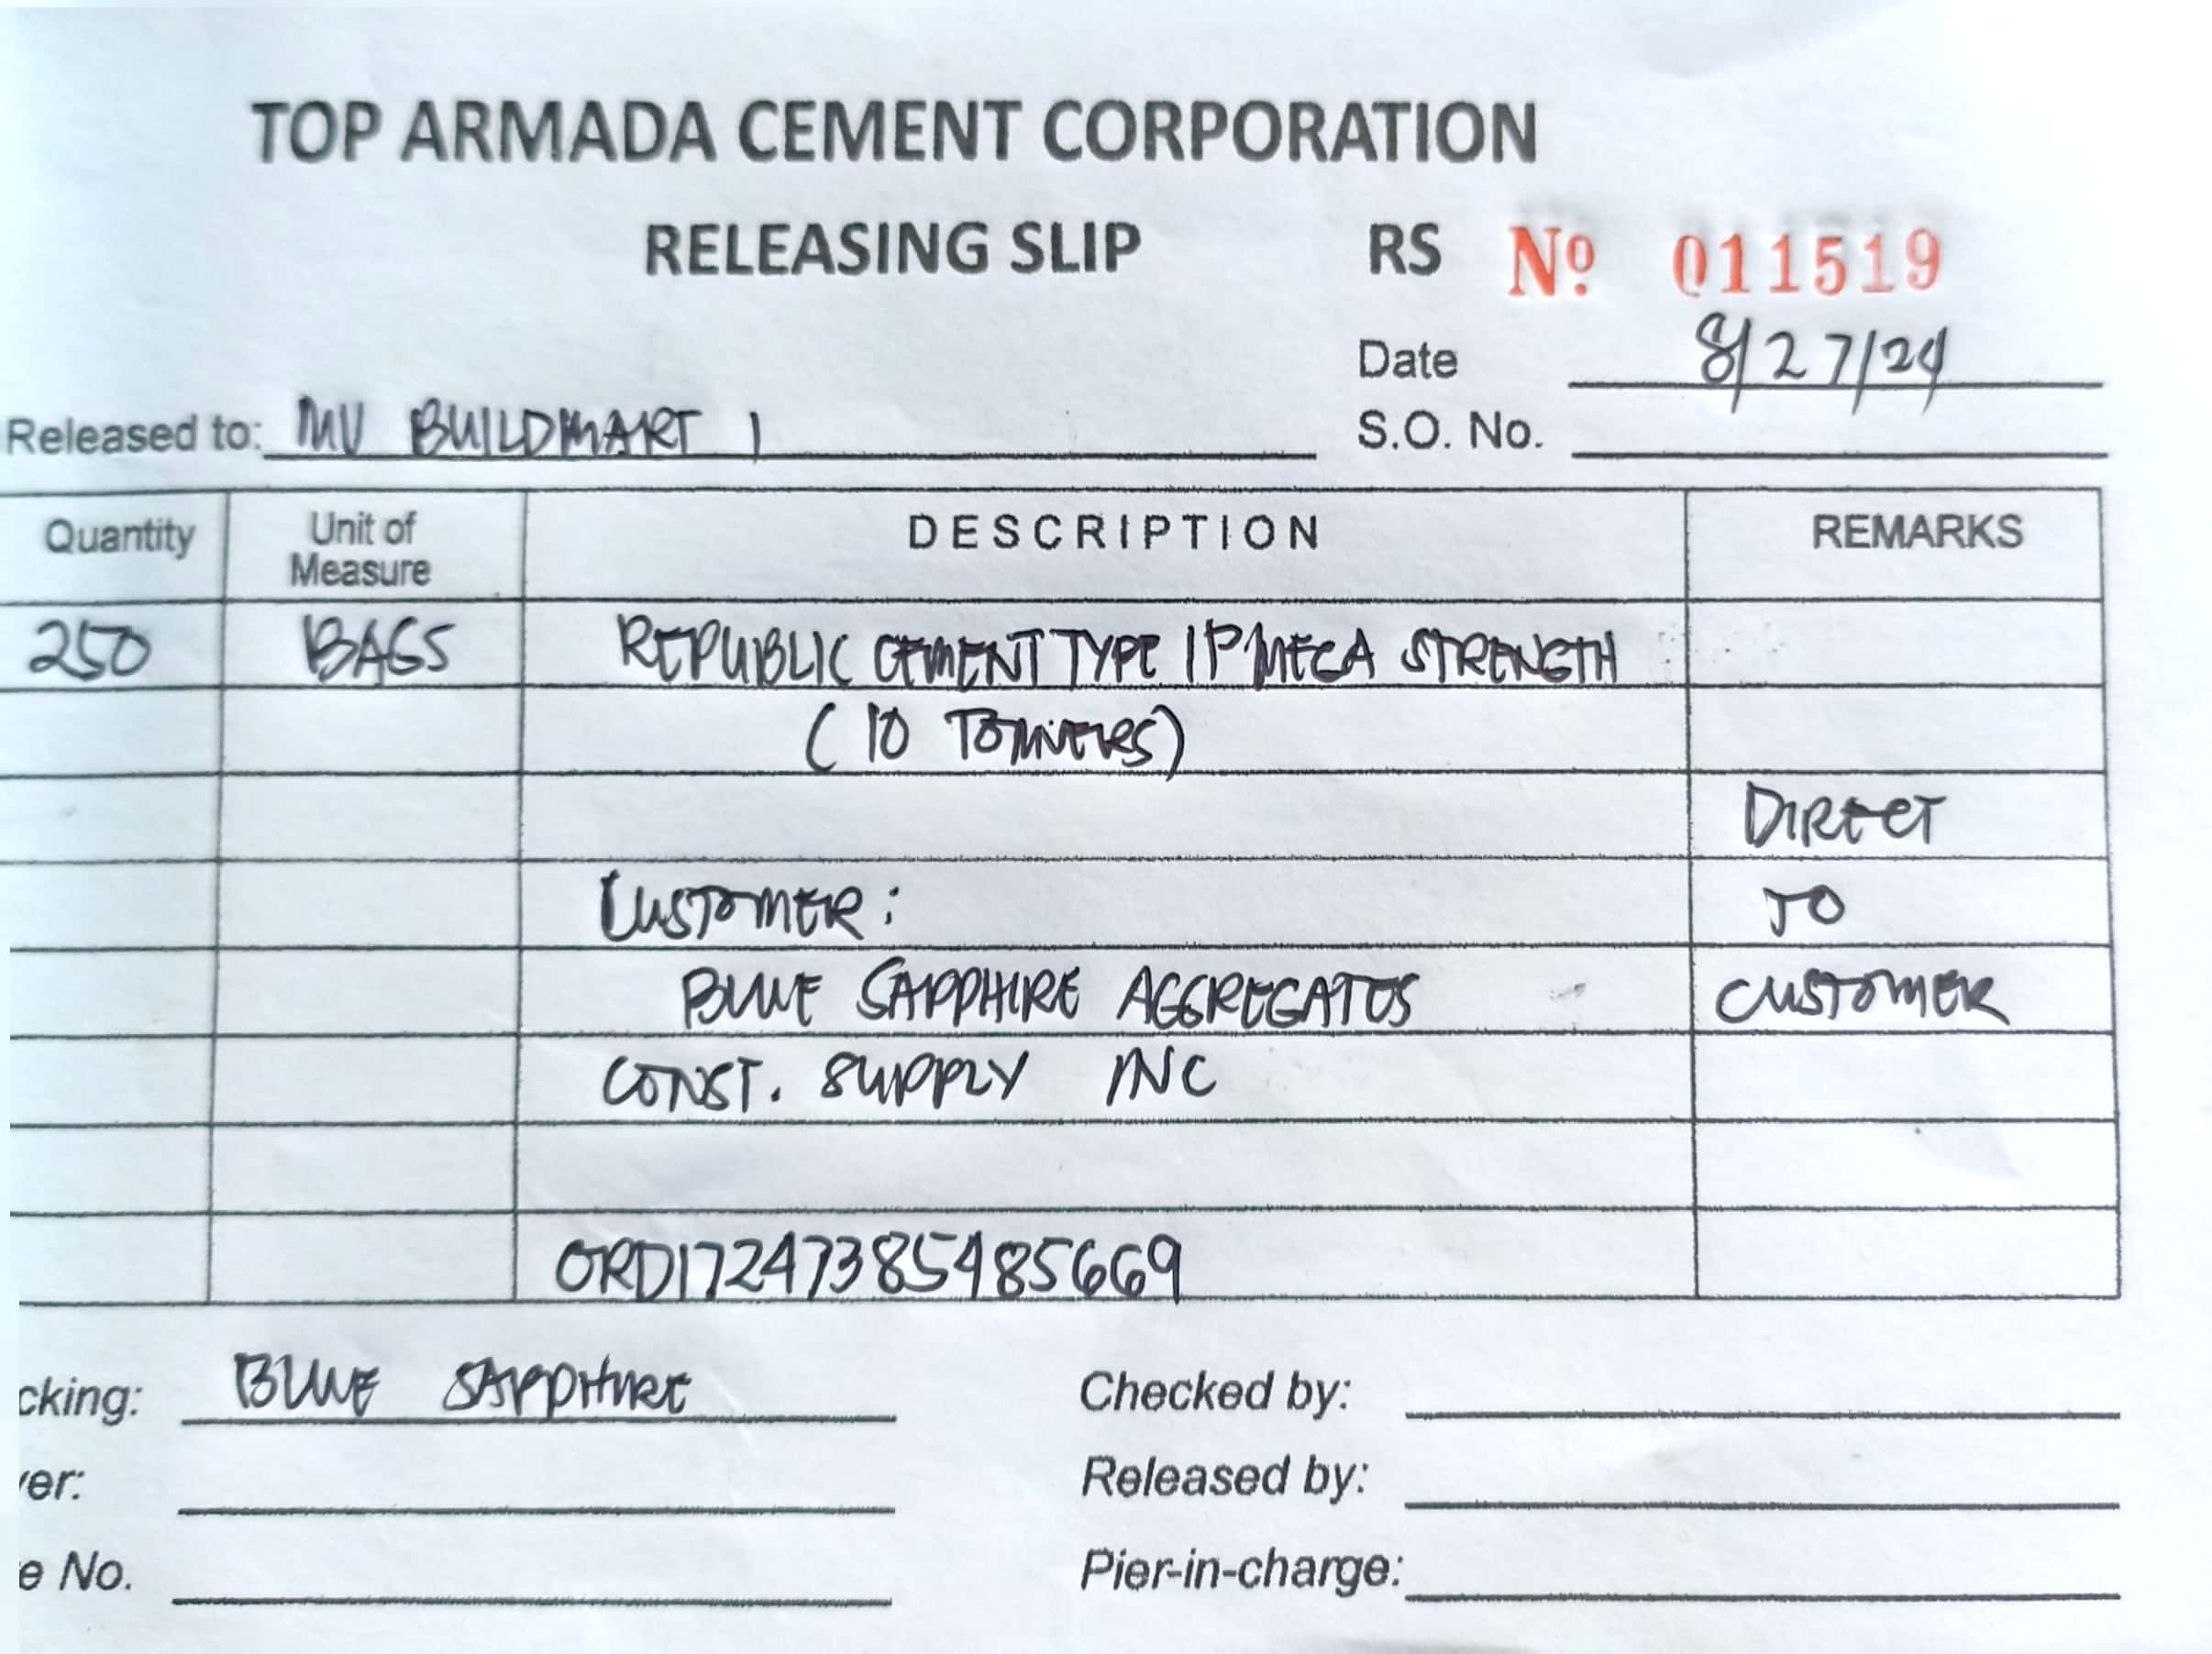 TOP ARMADA CEMENT CORPORATION
RELEASING SLIP RS Nº 011519
Date 8/27/24
Released to: MV BUILDMART 1 S.O. No.
Quantity Unit of Measure DESCRIPTION REMARKS
250 BAGS REPUBLIC CEMENT TYPE 1P MEGA STRENGTH
(10 TONNERS)
DIRECT
CUSTOMER: TO
BLUE SAPPHIRE AGGREGATES CUSTOMER
CONST. SUPPLY INC
ORD17247385485669
cking: BLUE SAPPHIRE Checked by:
er: Released by:
e No. Pier-in-charge: